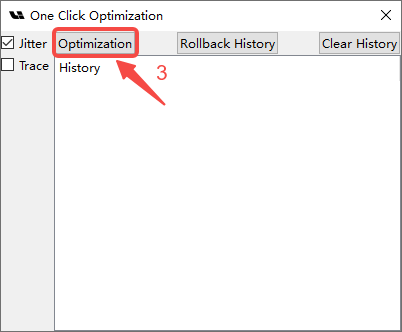 One Click Optimization
Jitter
Optimization
Rollback History
Clear History
Trace
History
3